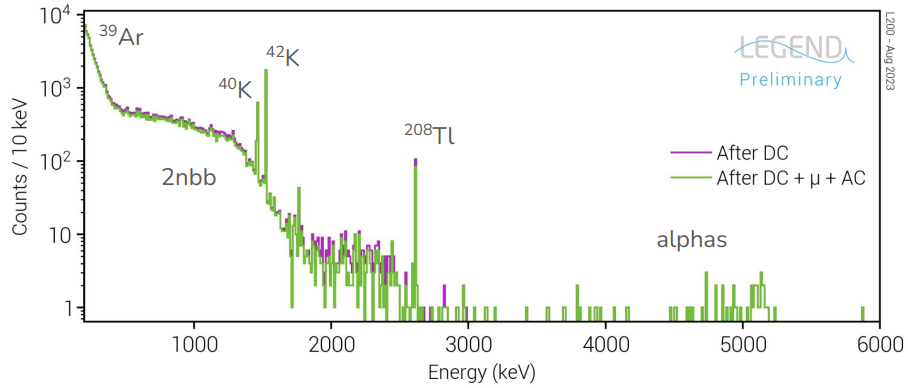 10⁴
10³
10²
10
1
Counts / 10 keV
³⁹Ar
⁴²K
⁴⁰K
2nbb
²⁰⁸Tl
LEGEND
Preliminary
L200 - Aug 2023
After DC
After DC + μ + AC
alphas
1000
2000
3000
4000
5000
6000
Energy (keV)